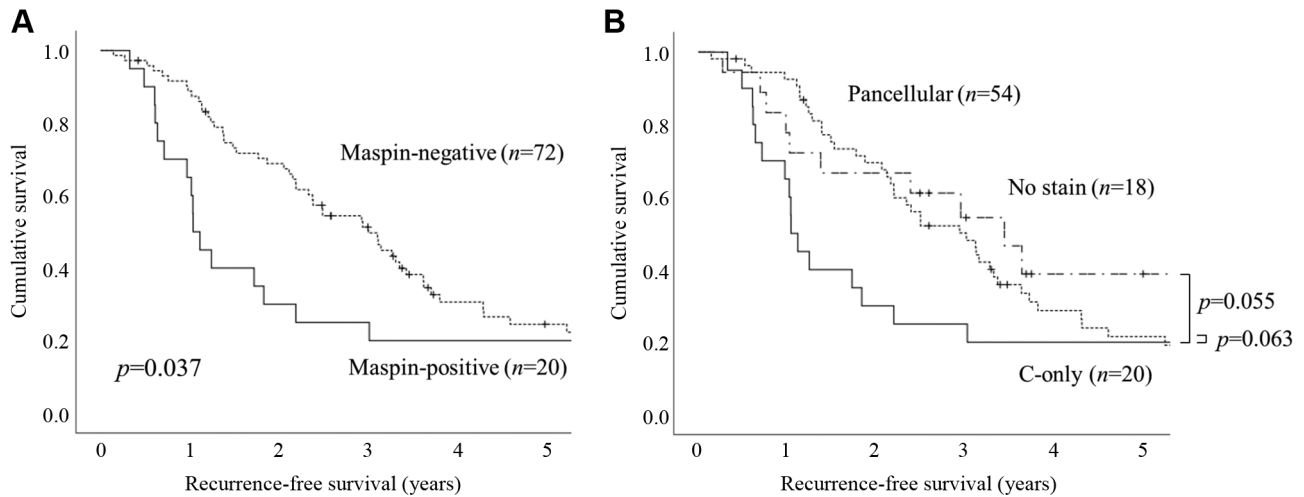 A
Cumulative survival
1.0
0.8
0.6
0.4
0.2
0.0
Maspin-negative (n=72)
p=0.037
Maspin-positive (n=20)
0 1 2 3 4 5
Recurrence-free survival (years)
B
Cumulative survival
1.0
0.8
0.6
0.4
0.2
0.0
Pancellular (n=54)
No stain (n=18)
p=0.055
p=0.063
C-only (n=20)
0 1 2 3 4 5
Recurrence-free survival (years)